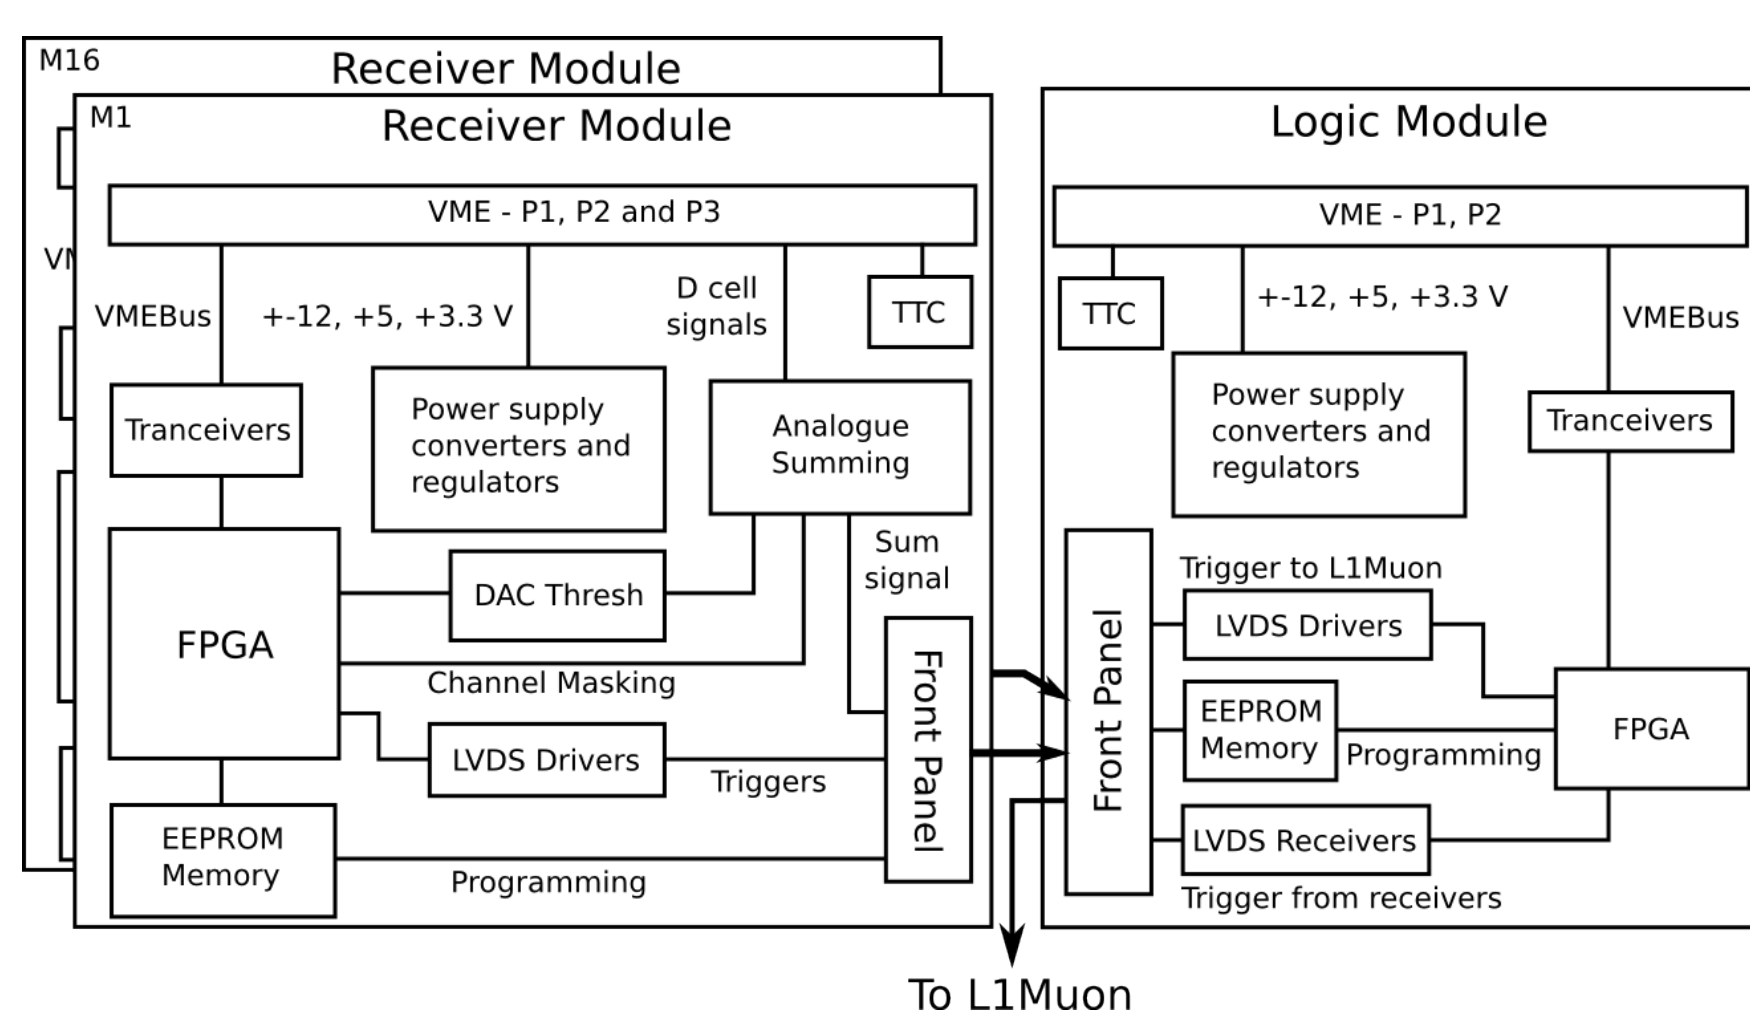 M16
Receiver Module
M1
Receiver Module
VME - P1, P2 and P3
VMEBus
+-12, +5, +3.3 V
D cell
signals
TTC
Tranceivers
Power supply
converters and
regulators
Analogue
Summing
Sum
signal
FPGA
DAC Thresh
Channel Masking
LVDS Drivers
Triggers
Front Panel
EEPROM
Memory
Programming
Logic Module
VME - P1, P2
TTC
+-12, +5, +3.3 V
VMEBus
Power supply
converters and
regulators
Tranceivers
Front Panel
Trigger to L1Muon
LVDS Drivers
EEPROM
Memory
Programming
FPGA
LVDS Receivers
Trigger from receivers
To L1Muon